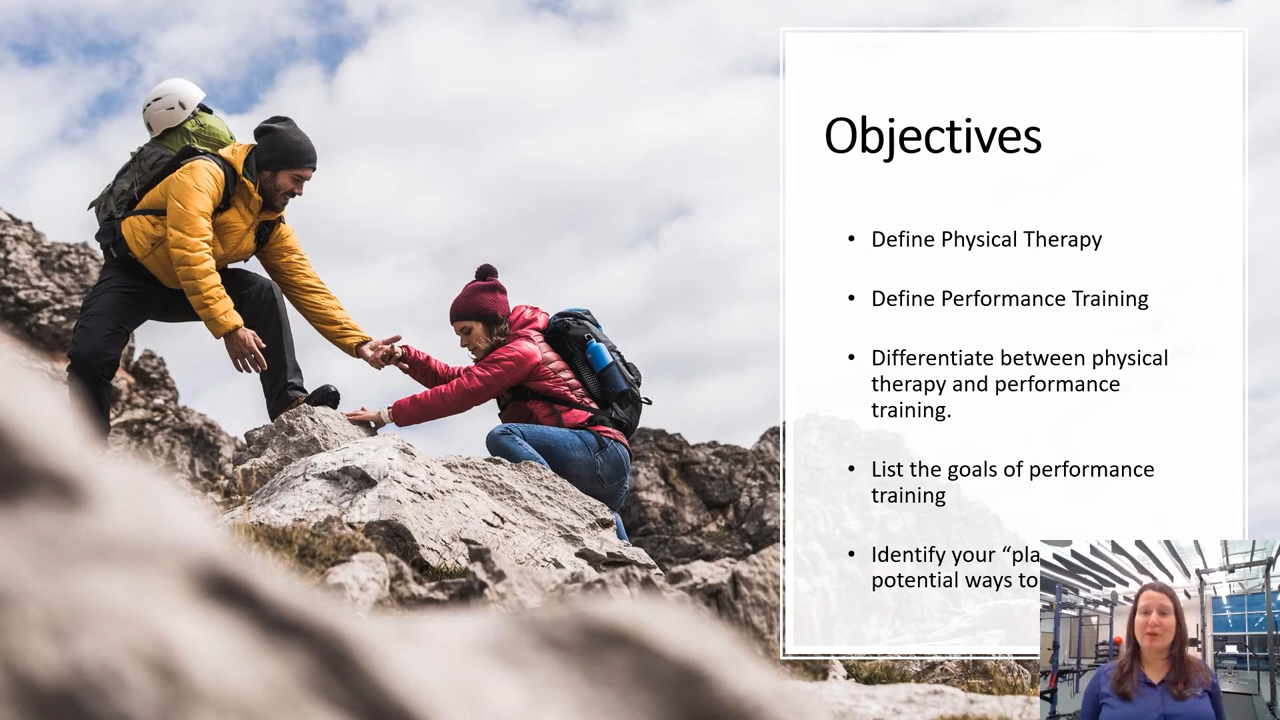 Objectives
• Define Physical Therapy
• Define Performance Training
• Differentiate between physical
therapy and performance
training.
• List the goals of performance
training
• Identify your
potential ways to